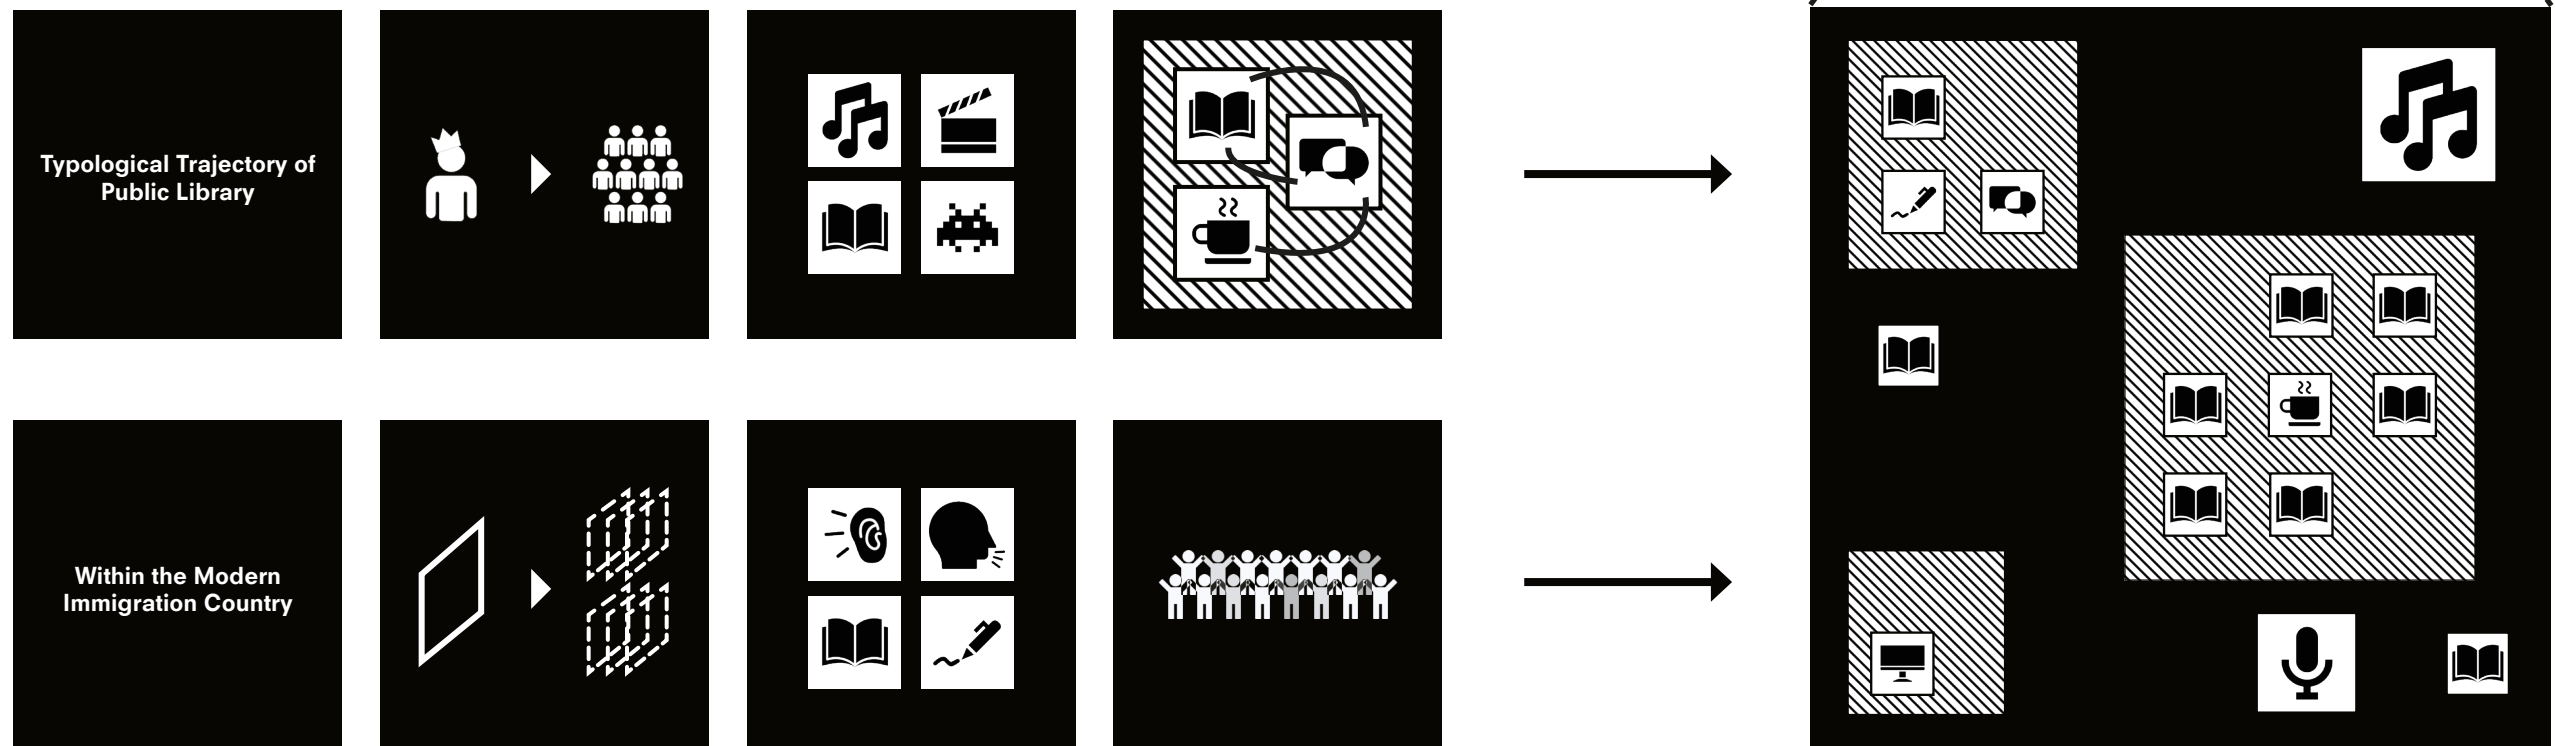 Typological Trajectory of
Public Library
Within the Modern
Immigration Country